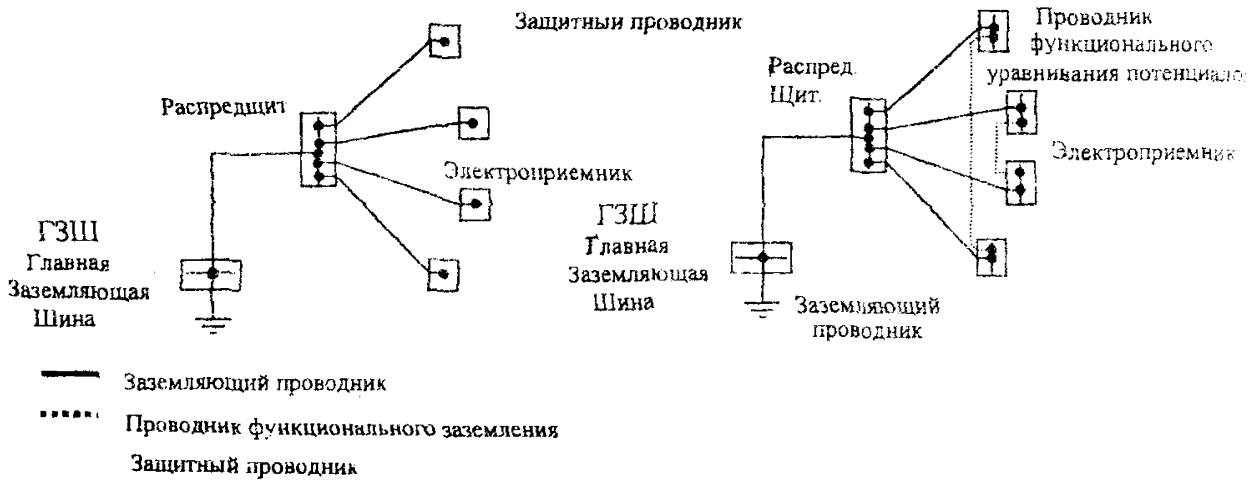 Защитный проводник
Распредщит
Электроприемник
ГЗШ
Главная
Заземляющая
Шина
Проводник
функционального
уравнивания потенциало
Распред.
Щит.
Электроприемник
ГЗШ
Главная
Заземляющая
Шина
Заземляющий
проводник
Заземляющий проводник
Проводник функционального заземления
Защитный проводник